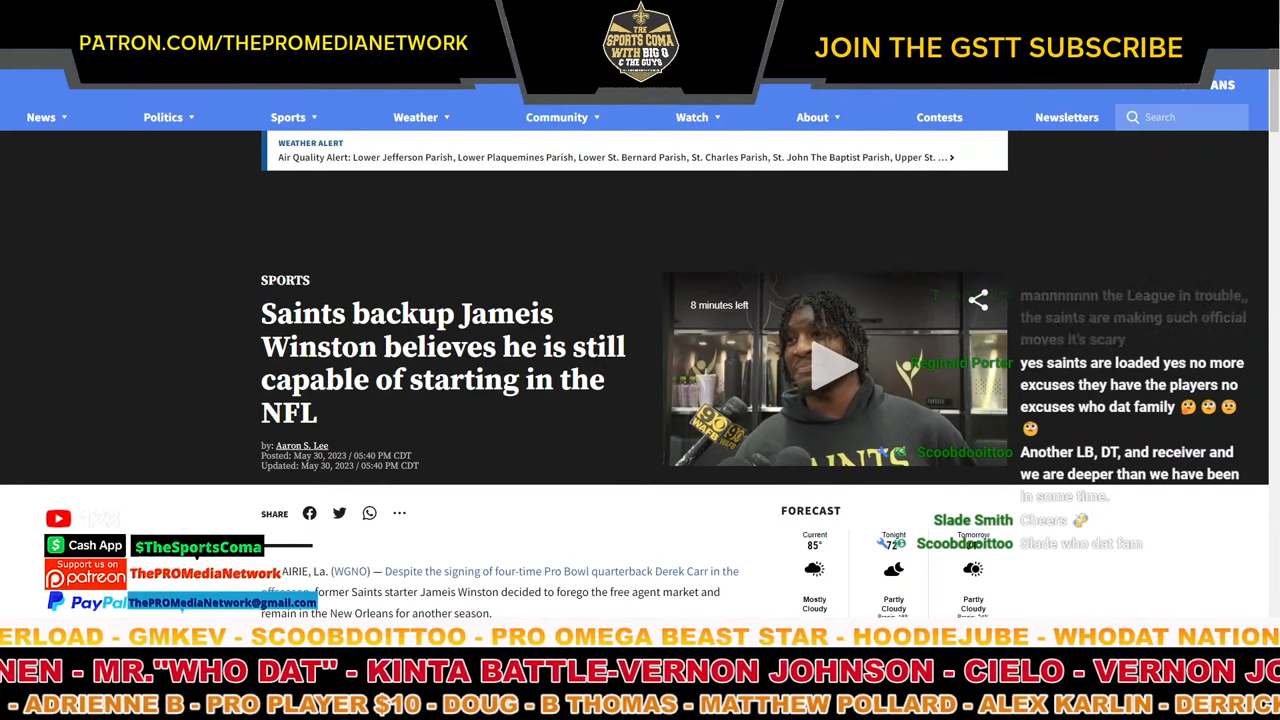 PATRON.COM/THEPROMEDIANETWORK
THE
SPORTS COMA
WITH BIG Q
& THE GUYS
JOIN THE GSTT SUBSCRIBE
ANS
News
Politics
Sports
Weather
Community
Watch
About
Contests
Newsletters
Search
WEATHER ALERT
Air Quality Alert: Lower Jefferson Parish, Lower Plaquemines Parish, Lower St. Bernard Parish, St. Charles Parish, St. John The Baptist Parish, Upper St. …
SPORTS
Saints backup Jameis
Winston believes he is still
capable of starting in the
NFL
by: Aaron S. Lee
Posted: May 30, 2023 / 05:40 PM CDT
Updated: May 30, 2023 / 05:40 PM CDT
8 minutes left
WAFB
SAINTS
mannnnnnn the League in trouble,,
the saints are making such official
moves it's scary
Reginald Porter
yes saints are loaded yes no more
excuses they have the players no
excuses who dat family 🤔 🧐 🤨
🧐
Scoobdooittoo
Another LB, DT, and receiver and
we are deeper than we have been
in some time.
Slade Smith
Cheers
Scoobdooittoo
Slade who dat fam
SHARE
FORECAST
Current
85°
Mostly
Cloudy
Tonight
72°
Partly
Cloudy
Tomorrow
Partly
Cloudy
123
Cash App
$TheSportsComa
Support us on
patreon
ThePROMediaNetwork
PayPal
ThePROMediaNetwork@gmail.com
AIRIE, La. (WGNO) — Despite the signing of four-time Pro Bowl quarterback Derek Carr in the
former Saints starter Jameis Winston decided to forego the free agent market and
remain in the New Orleans for another season.
ERLOAD - GMKEV - SCOOBDOITTOO - PRO OMEGA BEAST STAR - HOODIEJUBE - WHODAT NATION
NEN - MR."WHO DAT" - KINTA BATTLE-VERNON JOHNSON - CIELO - VERNON JO
- ADRIENNE B - PRO PLAYER $10 - DOUG - B THOMAS - MATTHEW POLLARD - ALEX KARLIN - DERRIC